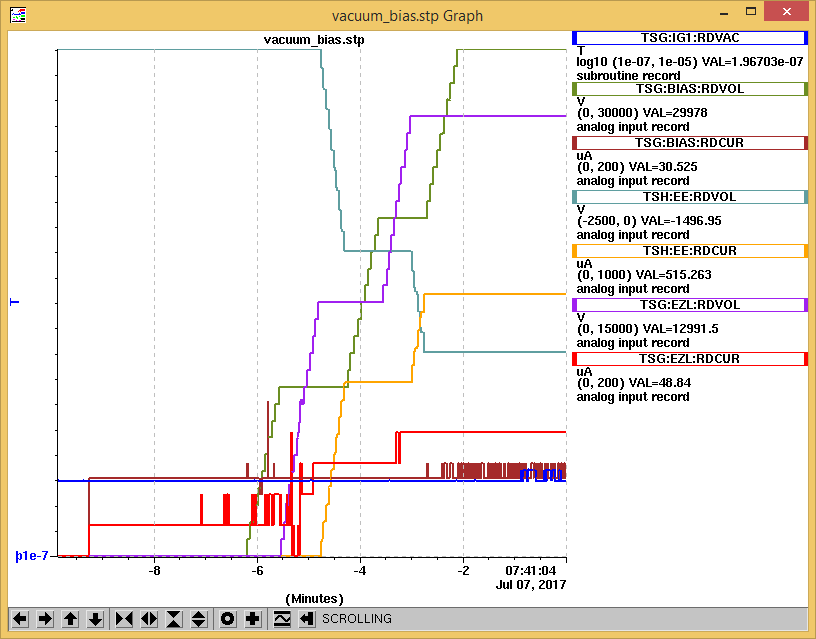 vacuum_bias.stp Graph
vacuum_bias.stp
TSG:IG1:RDVAC
T
log10 (1e-07, 1e-05) VAL=1.96703e-07
subroutine record
TSG:BIAS:RDVOL
V
(0, 30000) VAL=29978
analog input record
TSG:BIAS:RDCUR
uA
(0, 200) VAL=30.525
analog input record
TSH:EE:RDVOL
V
(-2500, 0) VAL=-1496.95
analog input record
TSH:EE:RDCUR
uA
(0, 1000) VAL=515.263
analog input record
TSG:EZL:RDVOL
V
(0, 15000) VAL=12991.5
analog input record
TSG:EZL:RDCUR
uA
(0, 200) VAL=48.84
analog input record
T
1e-7
-8 -6 -4 -2 07:41:04
Jul 07, 2017
(Minutes)
SCROLLING